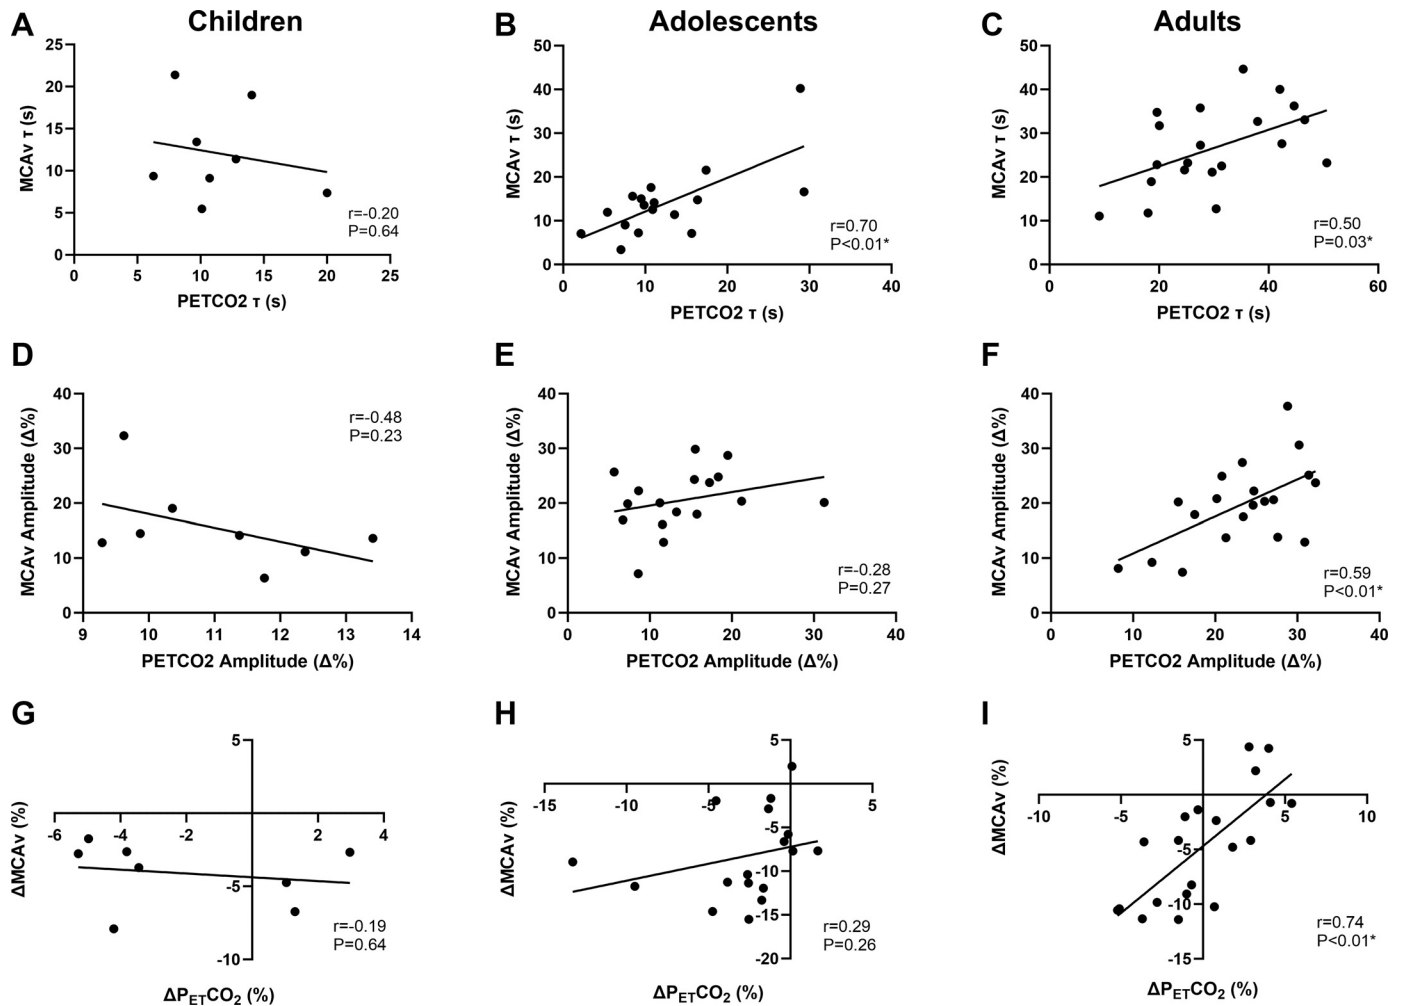 A
Children
B
Adolescents
C
Adults
25
20
15
10
5
0
MCAv τ (s)
0 5 10 15 20 25
PETCO2 τ (s)
r=-0.20
P=0.64
50
40
30
20
10
0
MCAv τ (s)
0 10 20 30 40
PETCO2 τ (s)
r=0.70
P<0.01*
50
40
30
20
10
0
MCAv τ (s)
0 20 40 60
PETCO2 τ (s)
r=0.50
P=0.03*
D
E
F
40
30
20
10
0
MCAv Amplitude (Δ%)
9 10 11 12 13 14
PETCO2 Amplitude (Δ%)
r=-0.48
P=0.23
40
30
20
10
0
MCAv Amplitude (Δ%)
0 10 20 30 40
PETCO2 Amplitude (Δ%)
r=-0.28
P=0.27
40
30
20
10
0
MCAv Amplitude (Δ%)
0 10 20 30 40
PETCO2 Amplitude (Δ%)
r=0.59
P<0.01*
G
H
I
5
-5
-10
ΔMCAv (%)
-6 -4 -2 2 4
ΔPETCO2 (%)
r=-0.19
P=0.64
5
-5
-10
-15
-20
ΔMCAv (%)
-15 -10 -5 5
ΔPETCO2 (%)
r=0.29
P=0.26
5
-5
-10
-15
ΔMCAv (%)
-10 -5 5 10
ΔPETCO2 (%)
r=0.74
P<0.01*